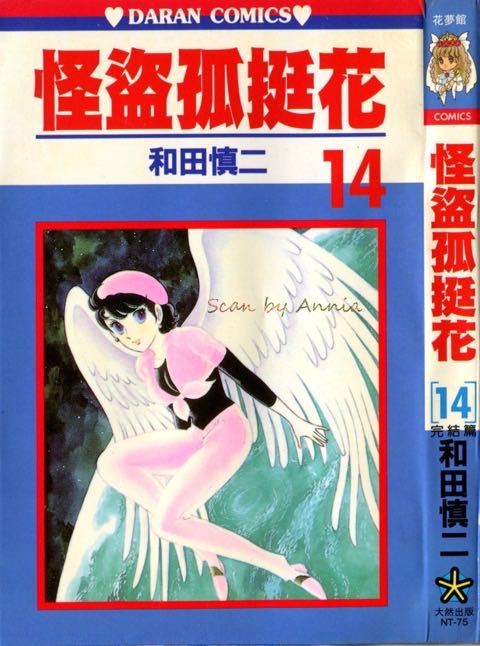 ♥ DARAN COMICS ♥
怪盜孤挺花
和田慎二
14
Scan by Annia
花夢館
COMICS
怪盜孤挺花
[14]
完結篇
和田慎二
大然出版
NT-75